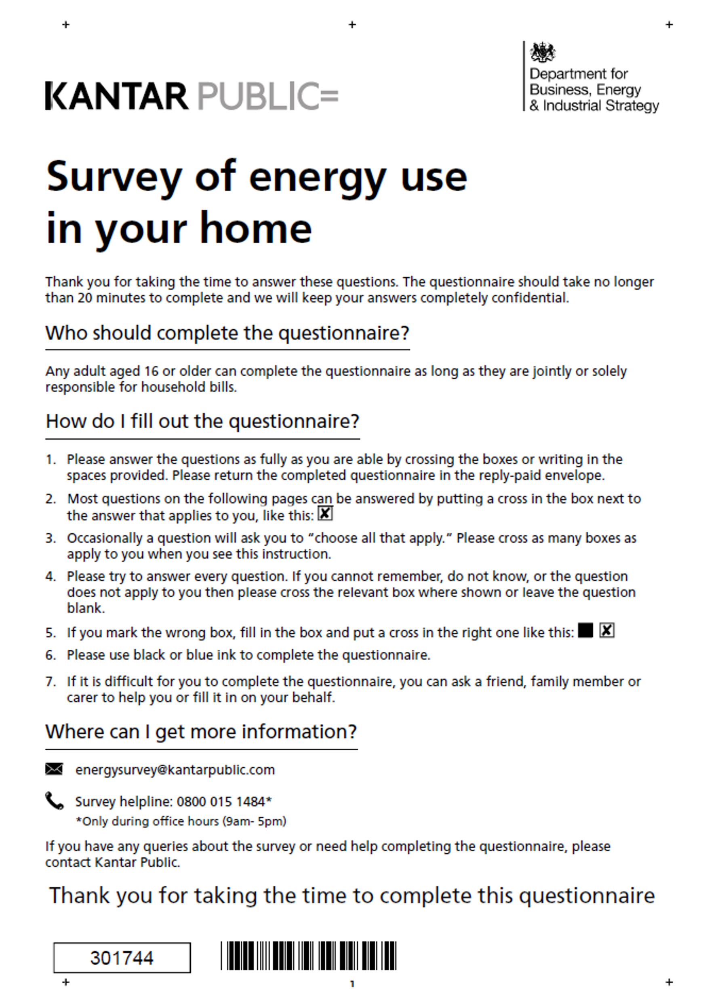 KANTAR PUBLIC=
Department for
Business, Energy
& Industrial Strategy
Survey of energy use
in your home
Thank you for taking the time to answer these questions. The questionnaire should take no longer
than 20 minutes to complete and we will keep your answers completely confidential.
Who should complete the questionnaire?
Any adult aged 16 or older can complete the questionnaire as long as they are jointly or solely
responsible for household bills.
How do I fill out the questionnaire?
1. Please answer the questions as fully as you are able by crossing the boxes or writing in the
spaces provided. Please return the completed questionnaire in the reply-paid envelope.
2. Most questions on the following pages can be answered by putting a cross in the box next to
the answer that applies to you, like this:
3. Occasionally a question will ask you to "choose all that apply." Please cross as many boxes as
apply to you when you see this instruction.
4. Please try to answer every question. If you cannot remember, do not know, or the question
does not apply to you then please cross the relevant box where shown or leave the question
blank.
5. If you mark the wrong box, fill in the box and put a cross in the right one like this:
6. Please use black or blue ink to complete the questionnaire.
7. If it is difficult for you to complete the questionnaire, you can ask a friend, family member or
carer to help you or fill it in on your behalf.
Where can I get more information?
energysurvey@kantarpublic.com
Survey helpline: 0800 015 1484*
*Only during office hours (9am- 5pm)
If you have any queries about the survey or need help completing the questionnaire, please
contact Kantar Public.
Thank you for taking the time to complete this questionnaire
301744
1